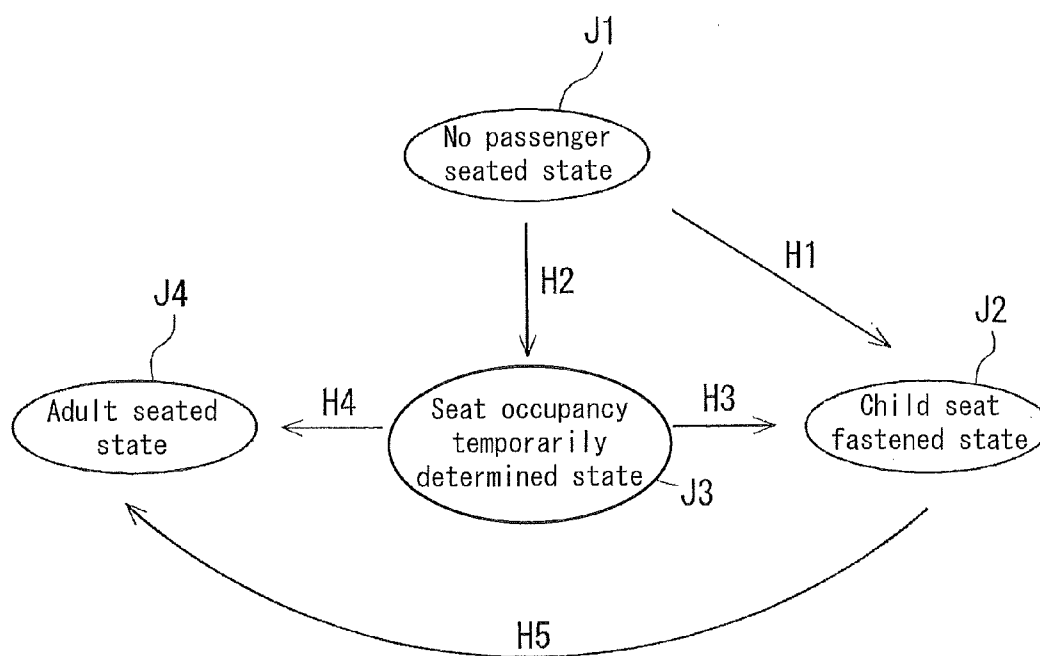 J1
No passenger
seated state
H1
H2
J4
J2
Adult seated
state
H4
Seat occupancy
temporarily
determined state
H3
Child seat
fastened state
J3
H5